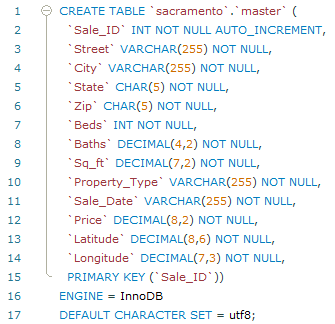 1 CREATE TABLE `sacramento`.`master` (
2 `Sale_ID` INT NOT NULL AUTO_INCREMENT,
3 `Street` VARCHAR(255) NOT NULL,
4 `City` VARCHAR(255) NOT NULL,
5 `State` CHAR(5) NOT NULL,
6 `Zip` CHAR(5) NOT NULL,
7 `Beds` INT NOT NULL,
8 `Baths` DECIMAL(4,2) NOT NULL,
9 `Sq_ft` DECIMAL(7,2) NOT NULL,
10 `Property_Type` VARCHAR(255) NOT NULL,
11 `Sale_Date` VARCHAR(255) NOT NULL,
12 `Price` DECIMAL(8,2) NOT NULL,
13 `Latitude` DECIMAL(8,6) NOT NULL,
14 `Longitude` DECIMAL(7,3) NOT NULL,
15 PRIMARY KEY (`Sale_ID`))
16 ENGINE = InnoDB
17 DEFAULT CHARACTER SET = utf8;